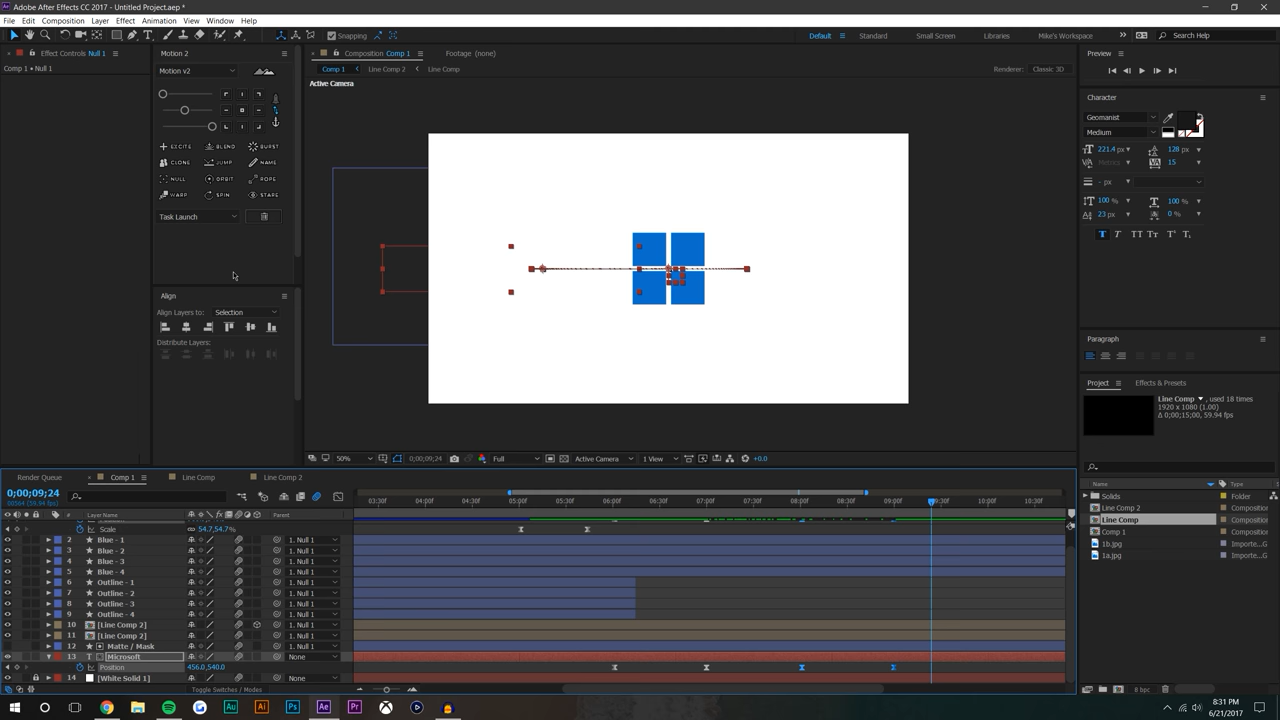 Adobe After Effects CC 2017 - Untitled Project.aep *
File Edit Composition Layer Effect Animation View Window Help
Snapping
Default Standard Small Screen Libraries Mike's Workspace Search Help
Effect Controls Null 1
Comp 1 • Null 1
Motion 2
Motion v2
EXCITE BLEND BURST
CLONE JUMP NAME
NULL ORBIT ROPE
WARP SPIN STARE
Task Launch
Align
Align Layers to: Selection
Distribute Layers:
Composition Comp 1 Footage (none)
Comp 1 Line Comp 2 Line Comp
Renderer: Classic 3D
Active Camera
50% Full Active Camera 1 View +0.0
0;00;09;24
Preview
Character
Geomanist
Medium
221.4 px 128 px
Metrics 15
- px
100 % 100 %
23 px 0 %
Paragraph
Project Effects & Presets
Line Comp , used 18 times
1920 x 1080 (1.00)
Δ 0;00;15;00, 59.94 fps
Name Type
Solids Folder
Line Comp 2 Composition
Line Comp Composition
Comp 1 Composition
1b.jpg Importe...G
1a.jpg Importe...G
8 bpc
Render Queue Comp 1 Line Comp Line Comp 2
0;00;09;24
00564 (59.94 fps)
# Layer Name Parent
03:30f 04:00f 04:30f 05:00f 05:30f 06:00f 06:30f 07:00f 07:30f 08:00f 08:30f 09:00f 09:30f 10:00f 10:30f
Scale 54.7,54.7%
2 Blue - 1 1. Null 1
3 Blue - 2 1. Null 1
4 Blue - 3 1. Null 1
5 Blue - 4 1. Null 1
6 Outline - 1 1. Null 1
7 Outline - 2 1. Null 1
8 Outline - 3 1. Null 1
9 Outline - 4 1. Null 1
10 [Line Comp 2] 1. Null 1
11 [Line Comp 2] 1. Null 1
12 Matte / Mask 1. Null 1
13 T Microsoft None
Position 456.0,540.0
14 [White Solid 1] None
Toggle Switches / Modes
8:31 PM
6/21/2017